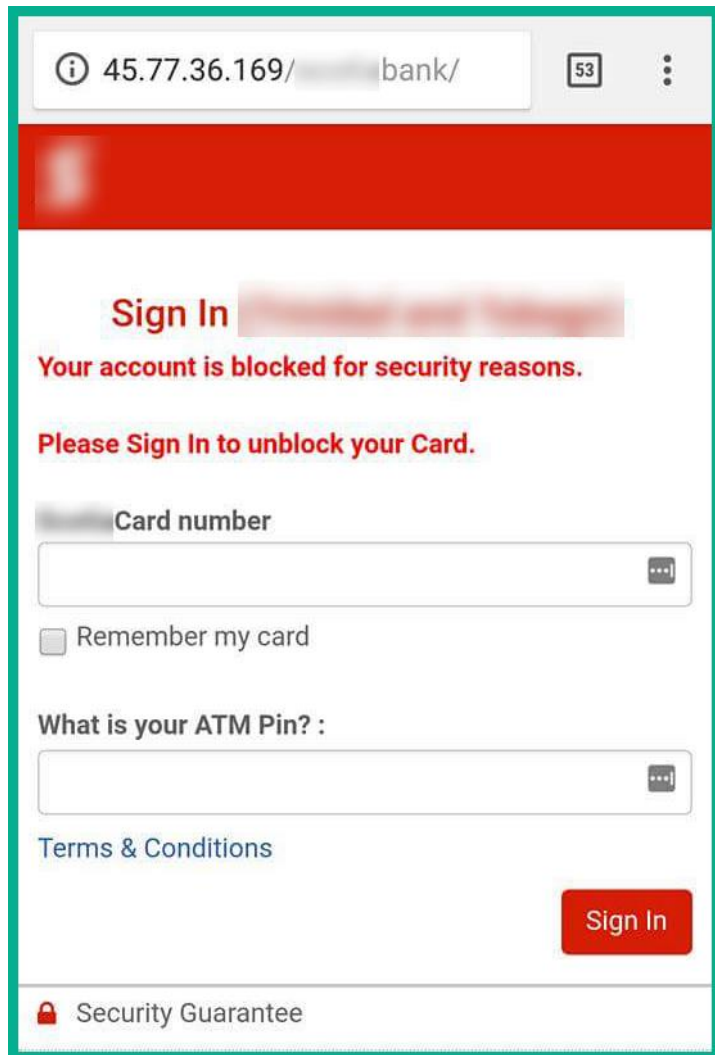 45.77.36.169/ bank/
53
Sign In
Your account is blocked for security reasons.
Please Sign In to unblock your Card.
Card number
Remember my card
What is your ATM Pin? :
Terms & Conditions
Sign In
Security Guarantee